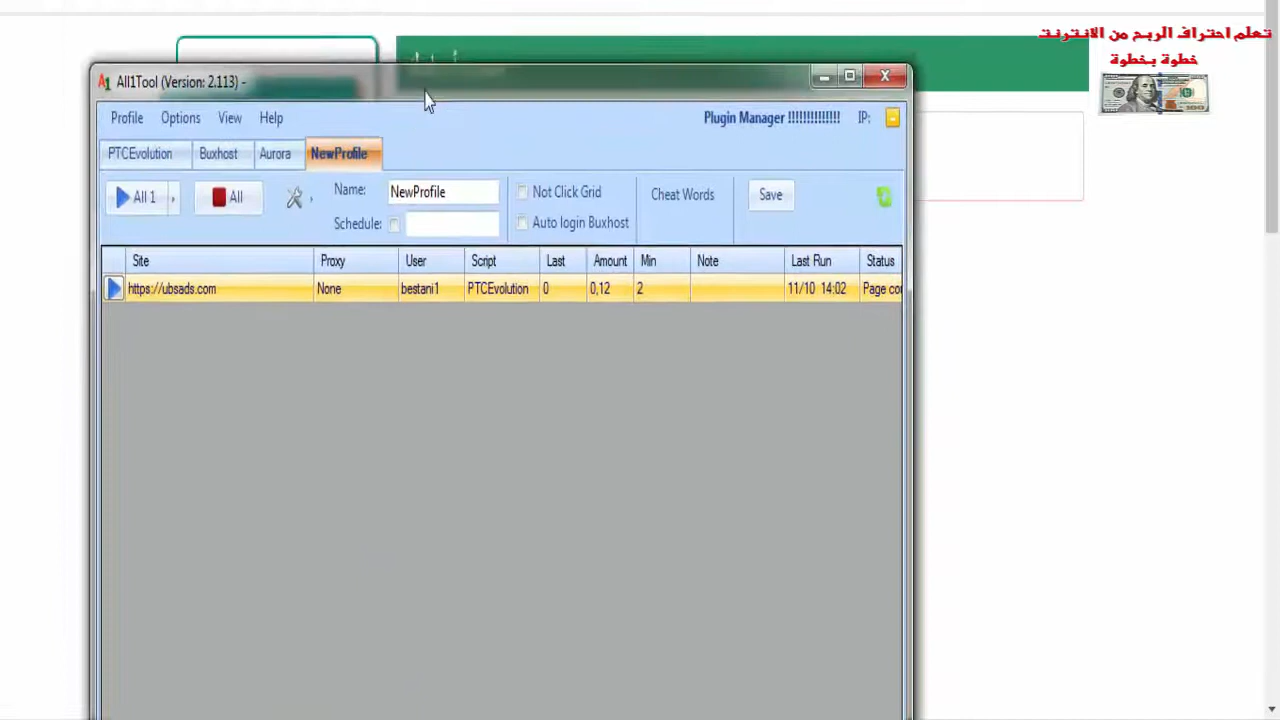 تعلم احتراف الربح من الانترنت
خطوة بخطوة
All1Tool (Version: 2.113) -
Profile Options View Help Plugin Manager !!!!!!!!!!!!!! IP:
PTCEvolution Buxhost Aurora NewProfile
All 1 All Name: NewProfile Not Click Grid Cheat Words Save
Schedule: Auto login Buxhost
Site Proxy User Script Last Amount Min Note Last Run Status
https://ubsads.com None bestani1 PTCEvolution 0 0,12 2 11/10 14:02 Page co